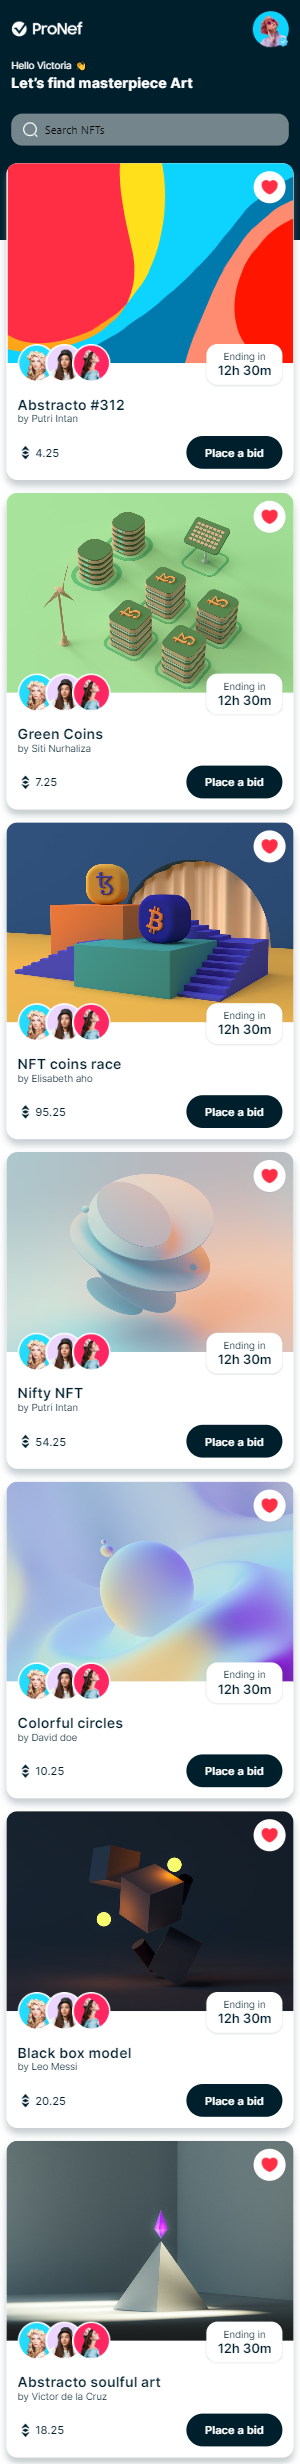 ProNef
Hello Victoria 👋
Let's find masterpiece Art
Search NFTs
Ending in
12h 30m
Abstracto #312
by Putri Intan
4.25
Place a bid
Ending in
12h 30m
Green Coins
by Siti Nurhaliza
7.25
Place a bid
Ending in
12h 30m
NFT coins race
by Elisabeth aho
95.25
Place a bid
Ending in
12h 30m
Nifty NFT
by Putri Intan
54.25
Place a bid
Ending in
12h 30m
Colorful circles
by David doe
10.25
Place a bid
Ending in
12h 30m
Black box model
by Leo Messi
20.25
Place a bid
Ending in
12h 30m
Abstracto soulful art
by Victor de la Cruz
18.25
Place a bid